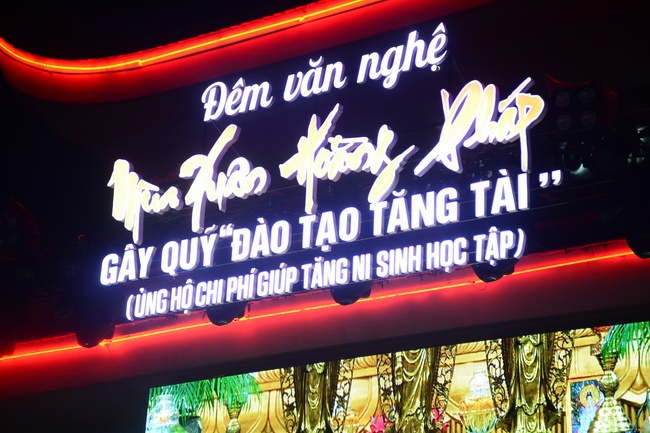 Đêm văn nghệ
Mùa Xuân Hoằng Pháp
GÂY QUỸ “ĐÀO TẠO TĂNG TÀI”
(ỦNG HỘ CHI PHÍ GIÚP TĂNG NI SINH HỌC TẬP)